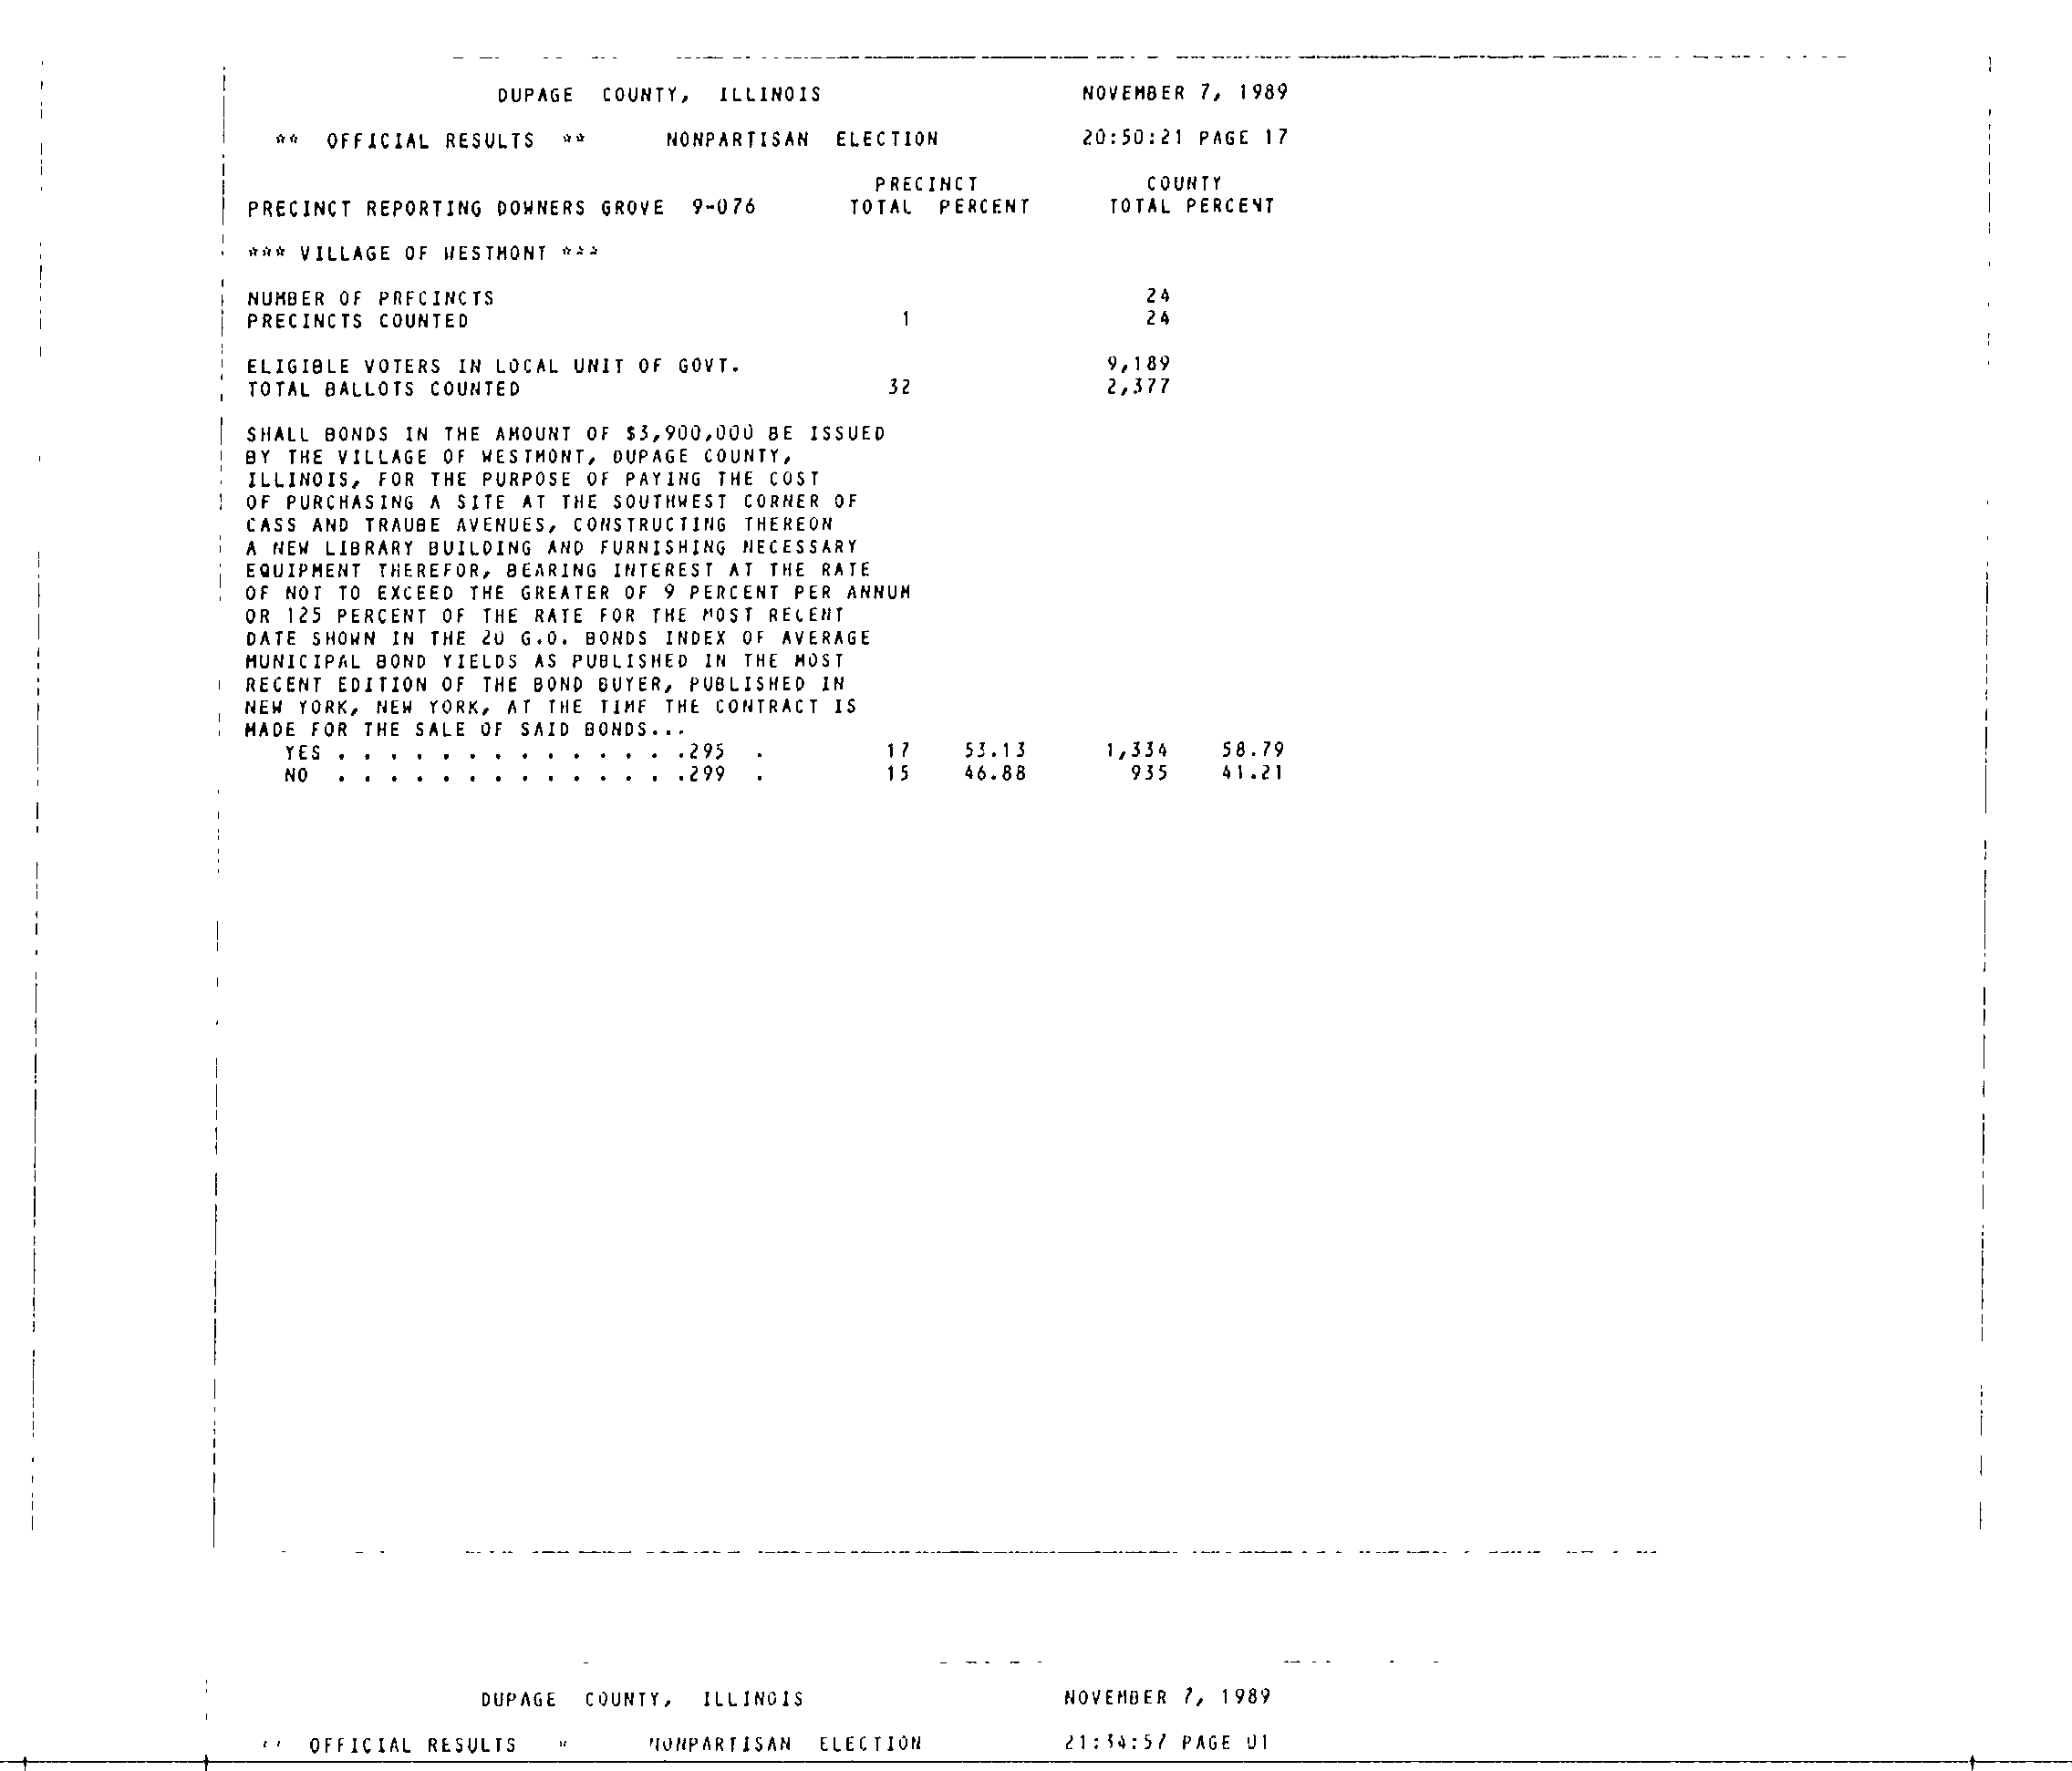 DUPAGE COUNTY, ILLINOIS NOVEMBER 7, 1989
** OFFICIAL RESULTS ** NONPARTISAN ELECTION 20:50:21 PAGE 17
PRECINCT COUNTY
PRECINCT REPORTING DOWNERS GROVE 9-076 TOTAL PERCENT TOTAL PERCENT
*** VILLAGE OF WESTMONT ***
NUMBER OF PRECINCTS 24
PRECINCTS COUNTED 1 24
ELIGIBLE VOTERS IN LOCAL UNIT OF GOVT. 9,189
TOTAL BALLOTS COUNTED 32 2,377
SHALL BONDS IN THE AMOUNT OF $3,900,000 BE ISSUED
BY THE VILLAGE OF WESTMONT, DUPAGE COUNTY,
ILLINOIS, FOR THE PURPOSE OF PAYING THE COST
OF PURCHASING A SITE AT THE SOUTHWEST CORNER OF
CASS AND TRAUBE AVENUES, CONSTRUCTING THEREON
A NEW LIBRARY BUILDING AND FURNISHING NECESSARY
EQUIPMENT THEREFOR, BEARING INTEREST AT THE RATE
OF NOT TO EXCEED THE GREATER OF 9 PERCENT PER ANNUM
OR 125 PERCENT OF THE RATE FOR THE MOST RECENT
DATE SHOWN IN THE 20 G.O. BONDS INDEX OF AVERAGE
MUNICIPAL BOND YIELDS AS PUBLISHED IN THE MOST
RECENT EDITION OF THE BOND BUYER, PUBLISHED IN
NEW YORK, NEW YORK, AT THE TIME THE CONTRACT IS
MADE FOR THE SALE OF SAID BONDS...
YES . . . . . . . . . . . . . .295 . 17 53.13 1,334 58.79
NO . . . . . . . . . . . . . .299 . 15 46.88 935 41.21
DUPAGE COUNTY, ILLINOIS NOVEMBER 7, 1989
OFFICIAL RESULTS NONPARTISAN ELECTION 21:34:57 PAGE 01